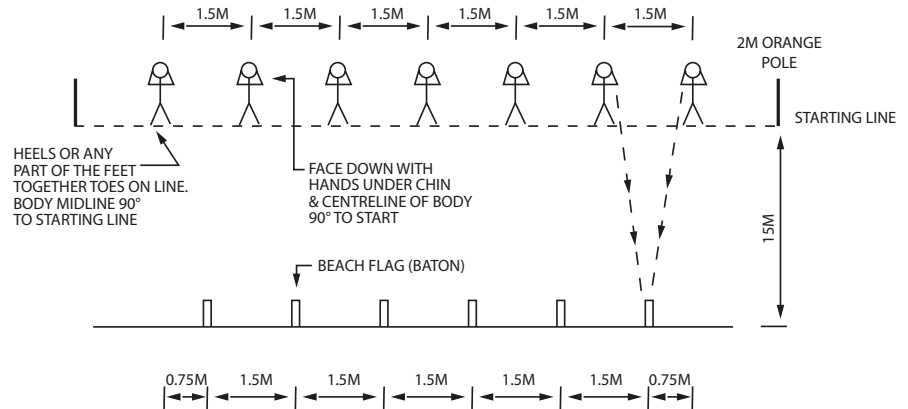 1.5M 1.5M 1.5M 1.5M 1.5M 1.5M
2M ORANGE
POLE
STARTING LINE
HEELS OR ANY
PART OF THE FEET
TOGETHER TOES ON LINE.
BODY MIDLINE 90°
TO STARTING LINE
FACE DOWN WITH
HANDS UNDER CHIN
& CENTRELINE OF BODY
90° TO START
15M
BEACH FLAG (BATON)
0.75M 1.5M 1.5M 1.5M 1.5M 1.5M 0.75M